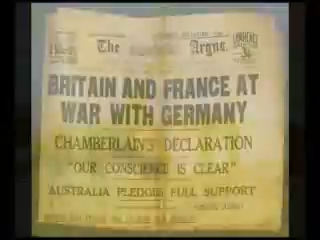 The Argus.
BRITAIN AND FRANCE AT
WAR WITH GERMANY
CHAMBERLAIN'S DECLARATION
"OUR CONSCIENCE IS CLEAR"
AUSTRALIA PLEDGES FULL SUPPORT